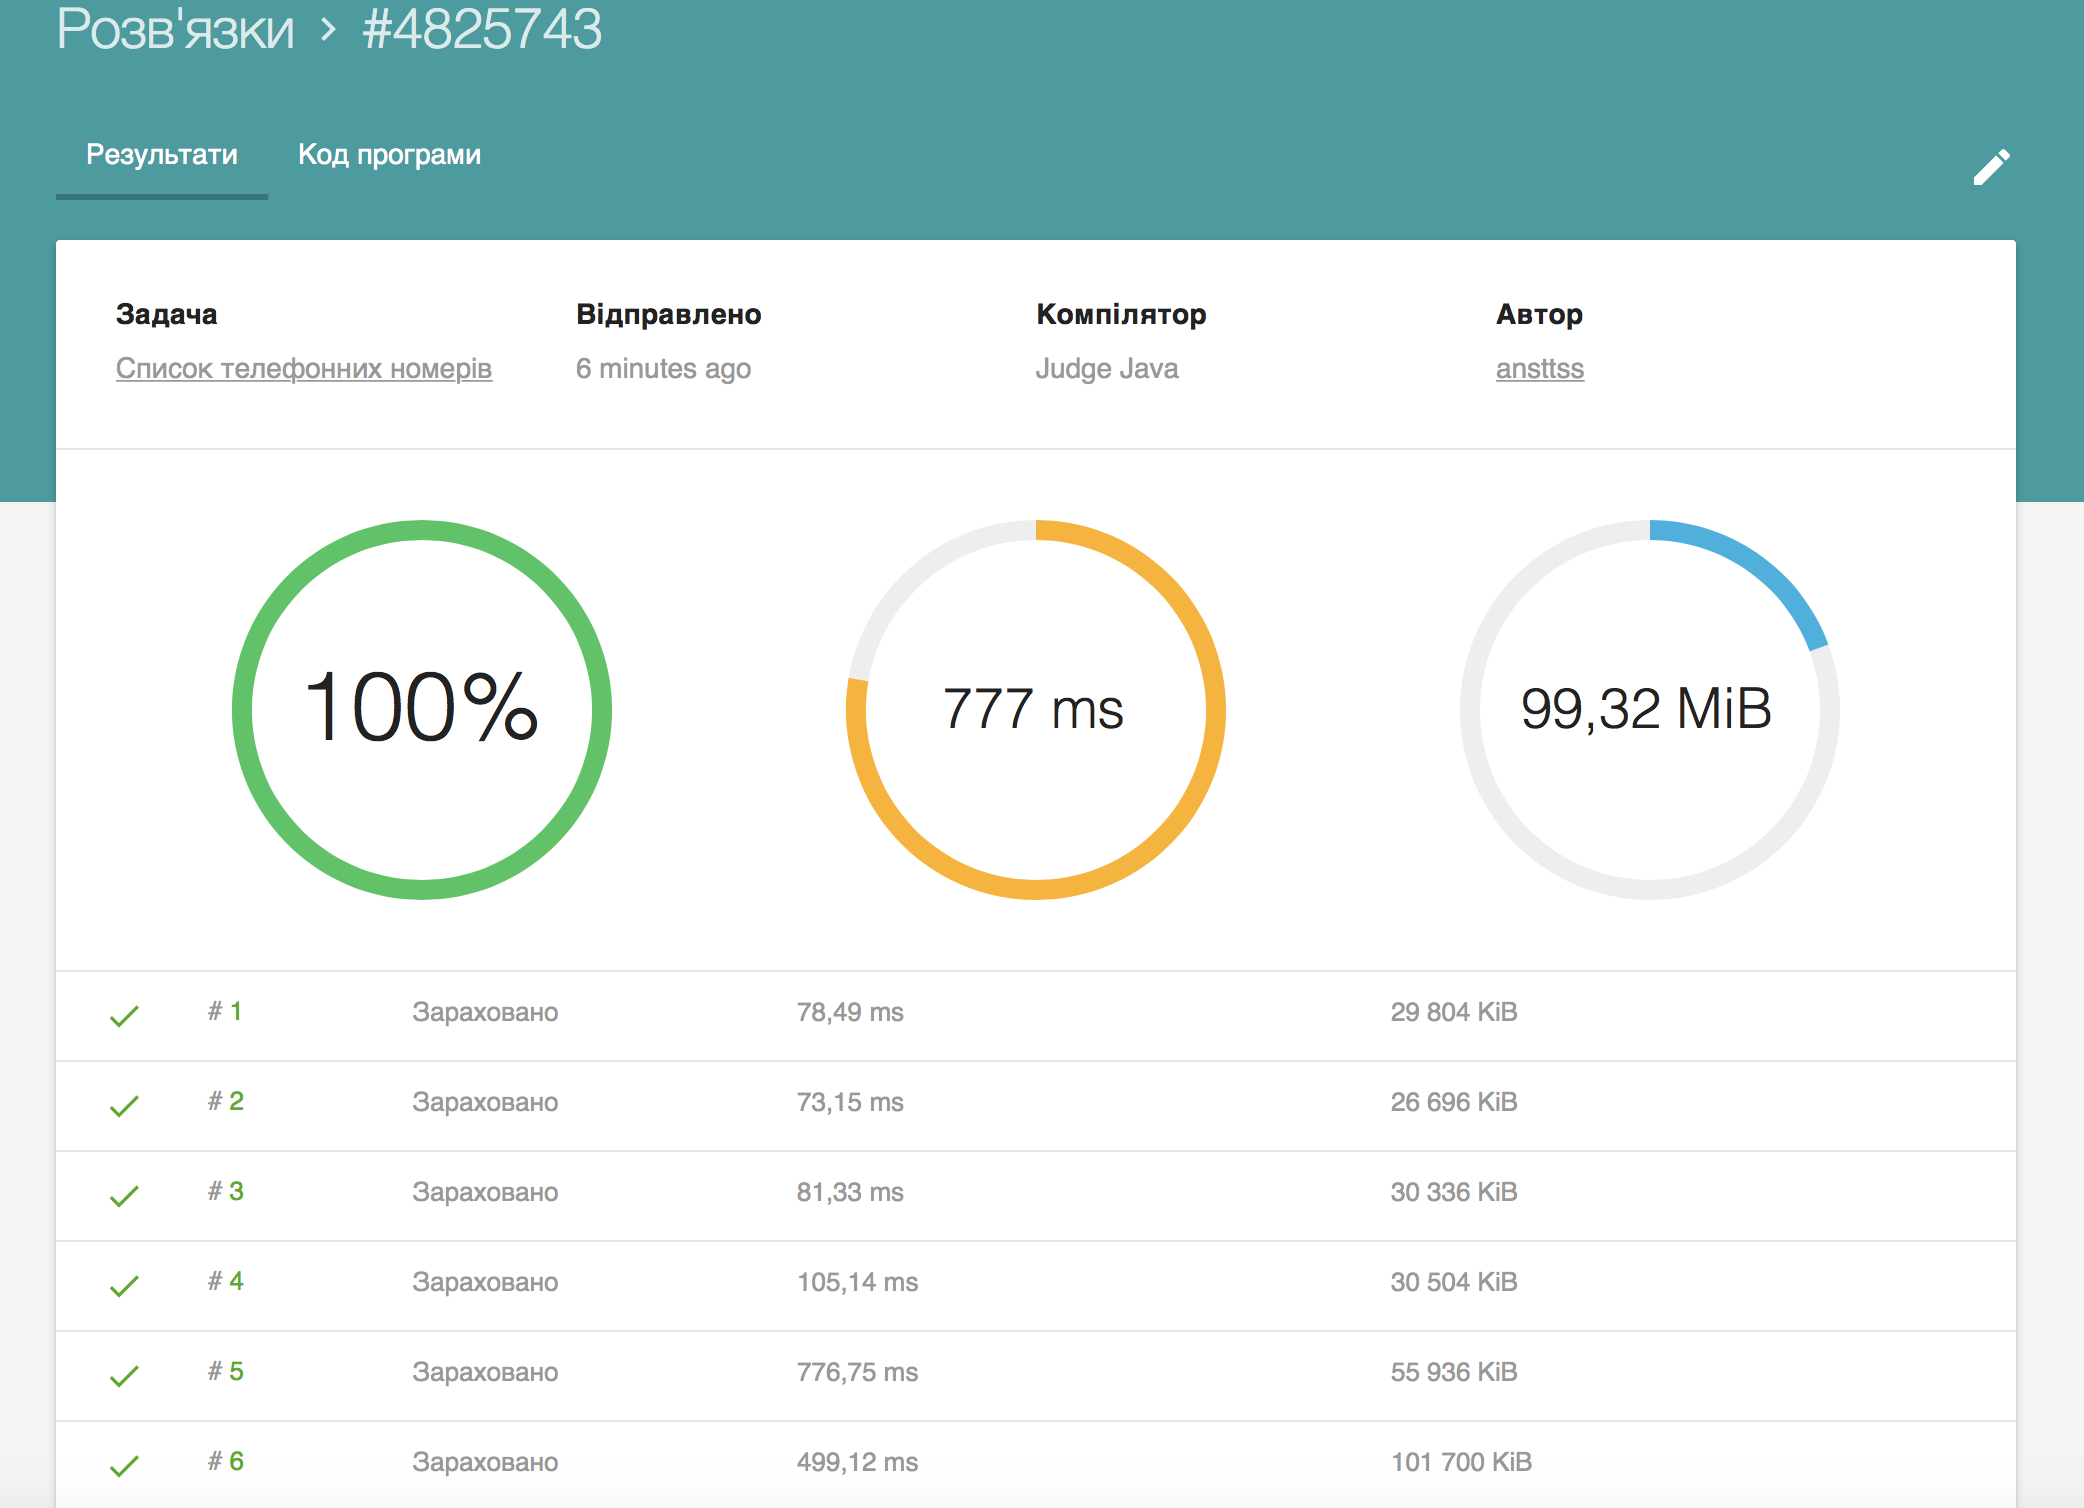 Розв'язки > #4825743
Результати Код програми
Задача Відправлено Компілятор Автор
Список телефонних номерів 6 minutes ago Judge Java ansttss
100% 777 ms 99,32 MiB
# 1 Зараховано 78,49 ms 29 804 KiB
# 2 Зараховано 73,15 ms 26 696 KiB
# 3 Зараховано 81,33 ms 30 336 KiB
# 4 Зараховано 105,14 ms 30 504 KiB
# 5 Зараховано 776,75 ms 55 936 KiB
# 6 Зараховано 499,12 ms 101 700 KiB